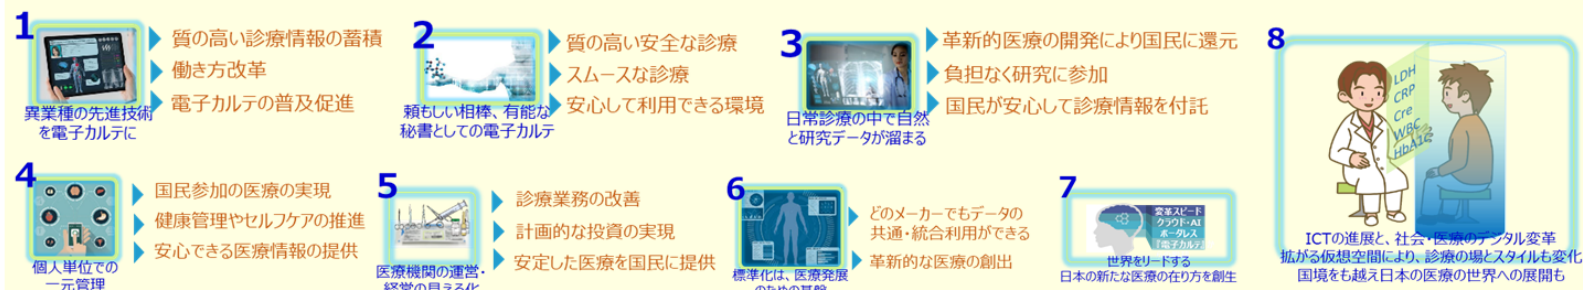 1
質の高い診療情報の蓄積
働き方改革
電子カルテの普及促進
異業種の先進技術
を電子カルテに
2
質の高い安全な診療
スムースな診療
安心して利用できる環境
頼もしい相棒、有能な
秘書としての電子カルテ
3
革新的医療の開発により国民に還元
負担なく研究に参加
国民が安心して診療情報を付託
日常診療の中で自然
と研究データが溜まる
4
国民参加の医療の実現
健康管理やセルフケアの推進
安心できる医療情報の提供
個人単位での
一元管理
5
診療業務の改善
計画的な投資の実現
安定した医療を国民に提供
医療機関の運営・
経営の見える化
6
どのメーカーでもデータの
共通・統合利用ができる
革新的な医療の創出
標準化は、医療発展
のための基盤
7
変革スピード
クラウド・AI
ボータレス
『電子カルテ』
世界をリードする
日本の新たな医療の在り方を創生
8
LDH
CRP
Cre
WBC
HbA1c
ICTの進展と、社会・医療のデジタル変革
拡がる仮想空間により、診療の場とスタイルも変化
国境をも越え日本の医療の世界への展開も